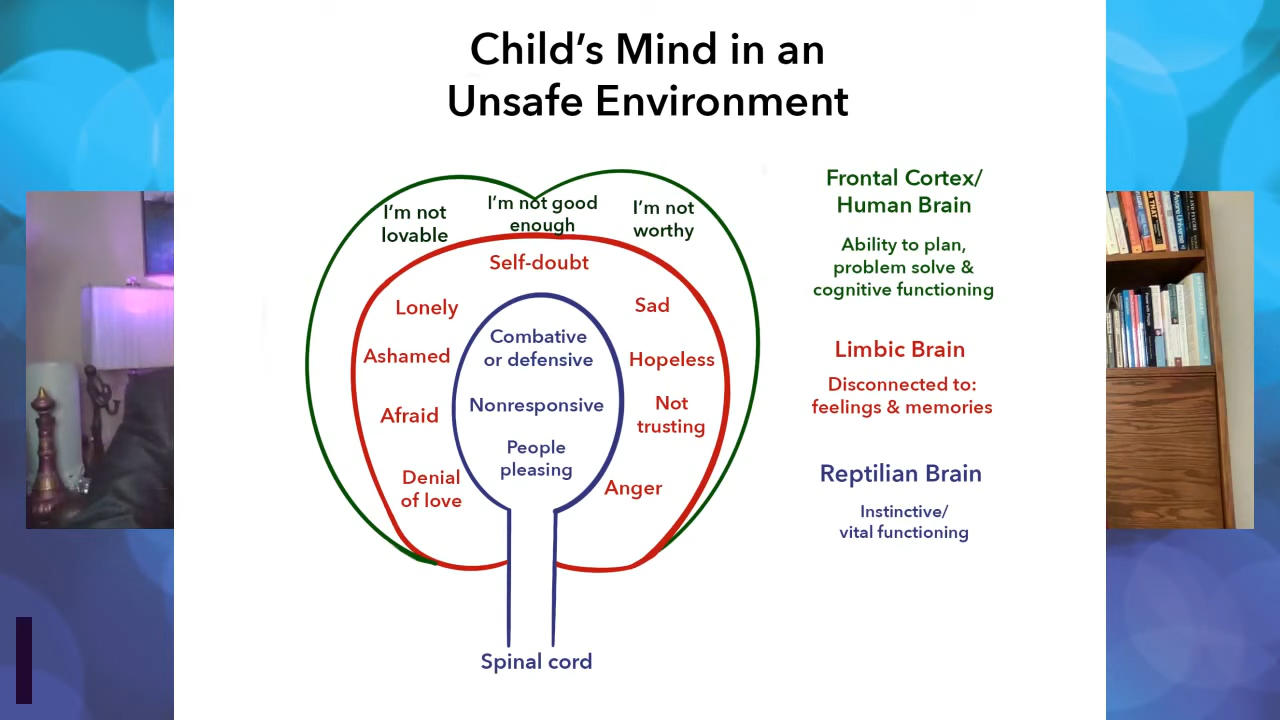 Child’s Mind in an
Unsafe Environment
I’m not
lovable
I’m not good
enough
I’m not
worthy
Self-doubt
Lonely
Sad
Ashamed
Hopeless
Afraid
Not
trusting
Denial
of love
Anger
Combative
or defensive
Nonresponsive
People
pleasing
Spinal cord
Frontal Cortex/
Human Brain
Ability to plan,
problem solve &
cognitive functioning
Limbic Brain
Disconnected to:
feelings & memories
Reptilian Brain
Instinctive/
vital functioning